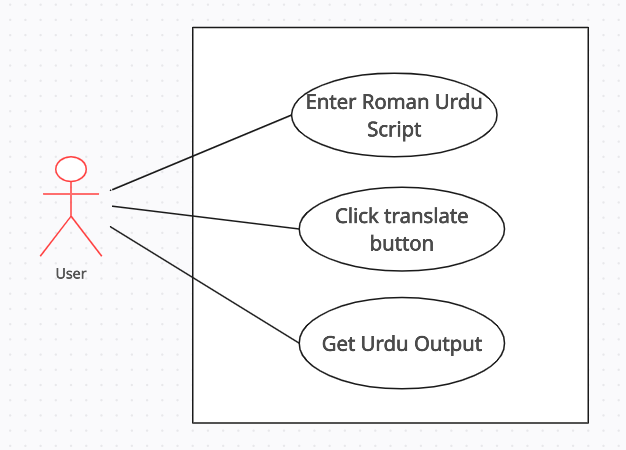 Enter Roman Urdu
Script
Click translate
button
User
Get Urdu Output